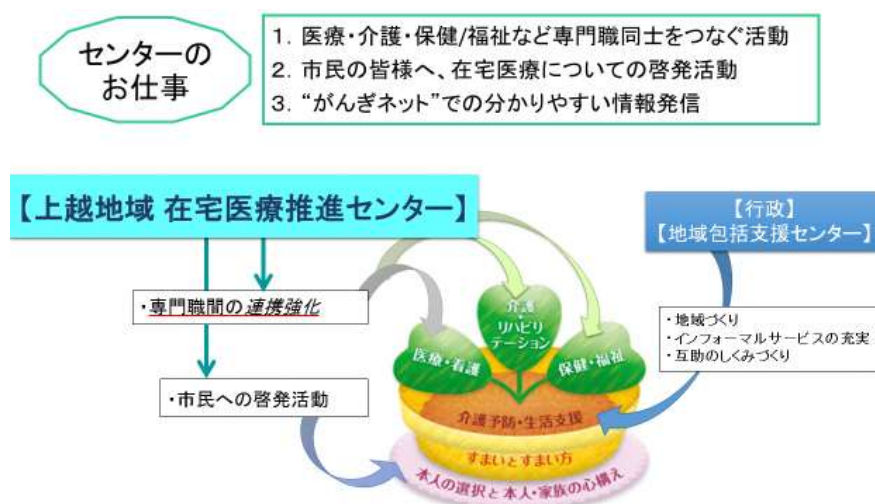 センターの
お仕事
1. 医療・介護・保健/福祉など専門職同士をつなぐ活動
2. 市民の皆様へ、在宅医療についての啓発活動
3. “がんぎネット”での分かりやすい情報発信
【上越地域 在宅医療推進センター】
【行政】
【地域包括支援センター】
・専門職間の連携強化
・市民への啓発活動
・地域づくり
・インフォーマルサービスの充実
・互助のしくみづくり
医療・看護
介護
・
リハビリ
テーション
保健・福祉
介護予防・生活支援
すまいとすまい方
本人の選択と本人・家族の心構え